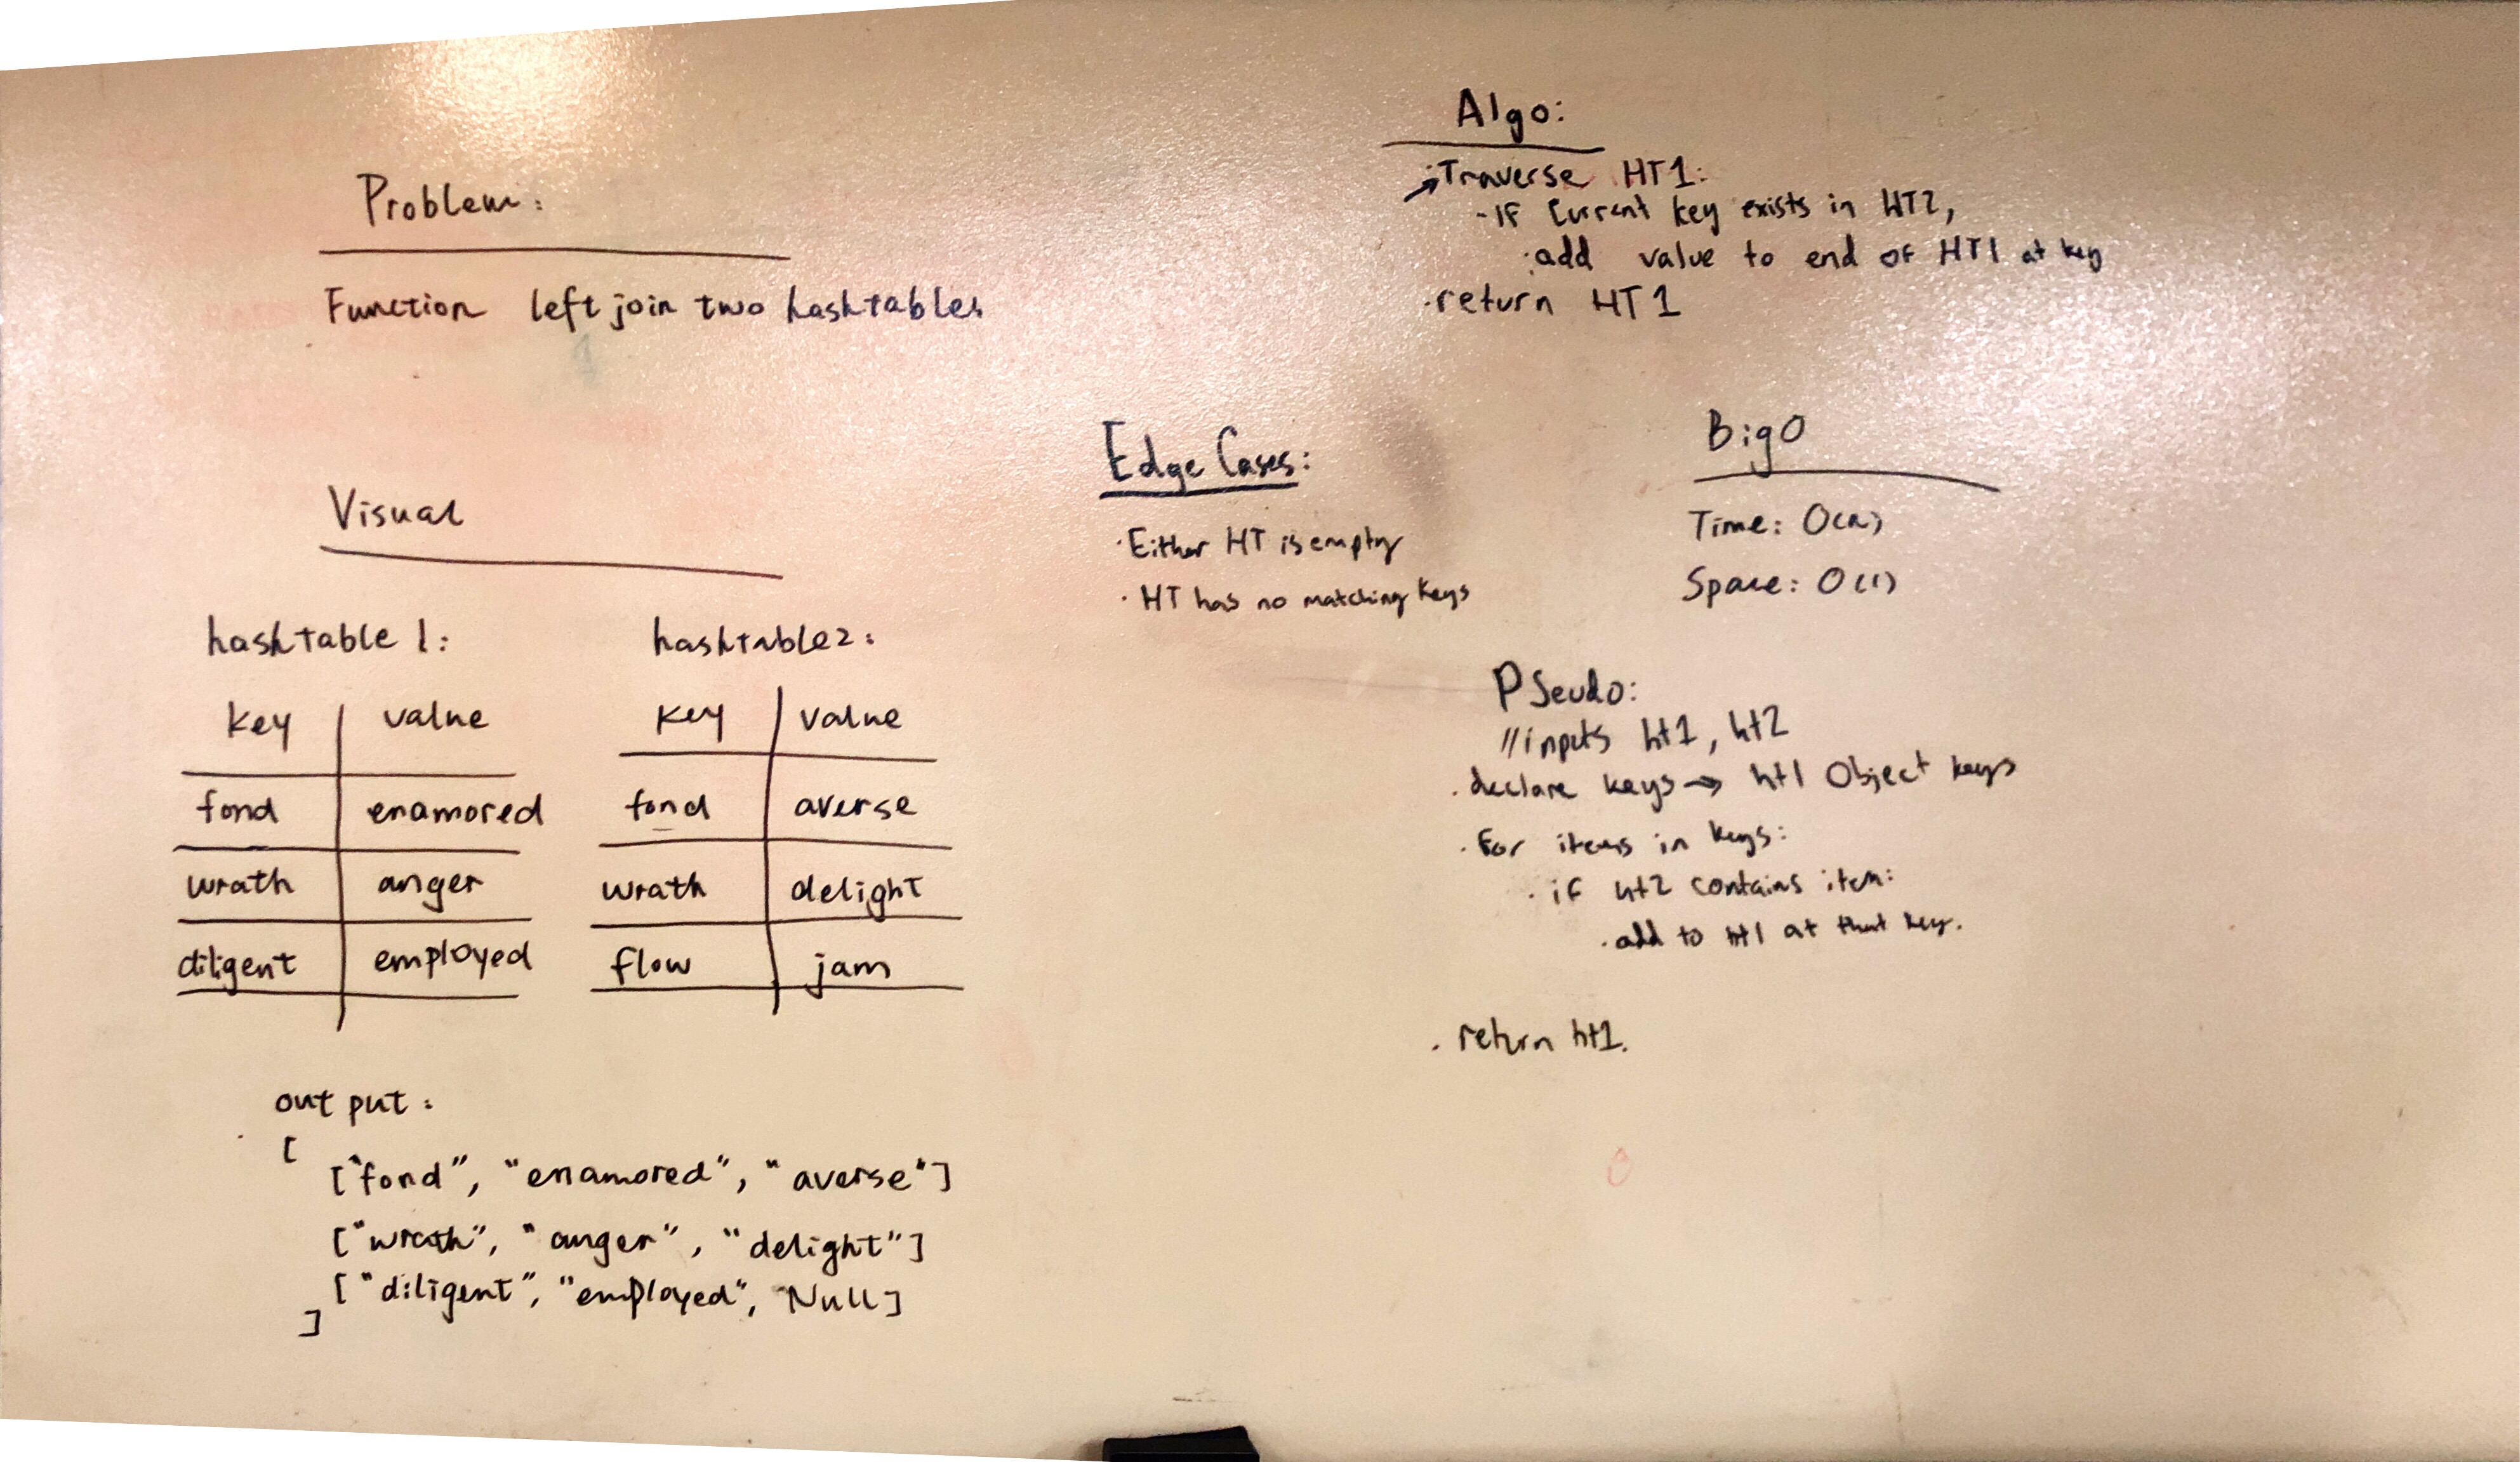 Problem:
Function left join two hashtables
Visual
hashtable 1:
key value
fond enamored
wrath anger
diligent employed
hashtable2:
key value
fond averse
wrath delight
flow jam
output:
[
["fond", "enamored", "averse"]
["wrath", "anger", "delight"]
["diligent", "employed", Null]
]
Edge Cases:
· Either HT is empty
· HT has no matching keys
Algo:
· Traverse HT1:
- IF Current key exists in HT2,
· add value to end of HT1 at key
· return HT1
Big O
Time: O(n)
Space: O(1)
Pseudo:
//inputs ht1, ht2
· declare keys → ht1 Object keys
· For items in keys:
· if ht2 contains item:
· add to ht1 at that key.
· return ht1.